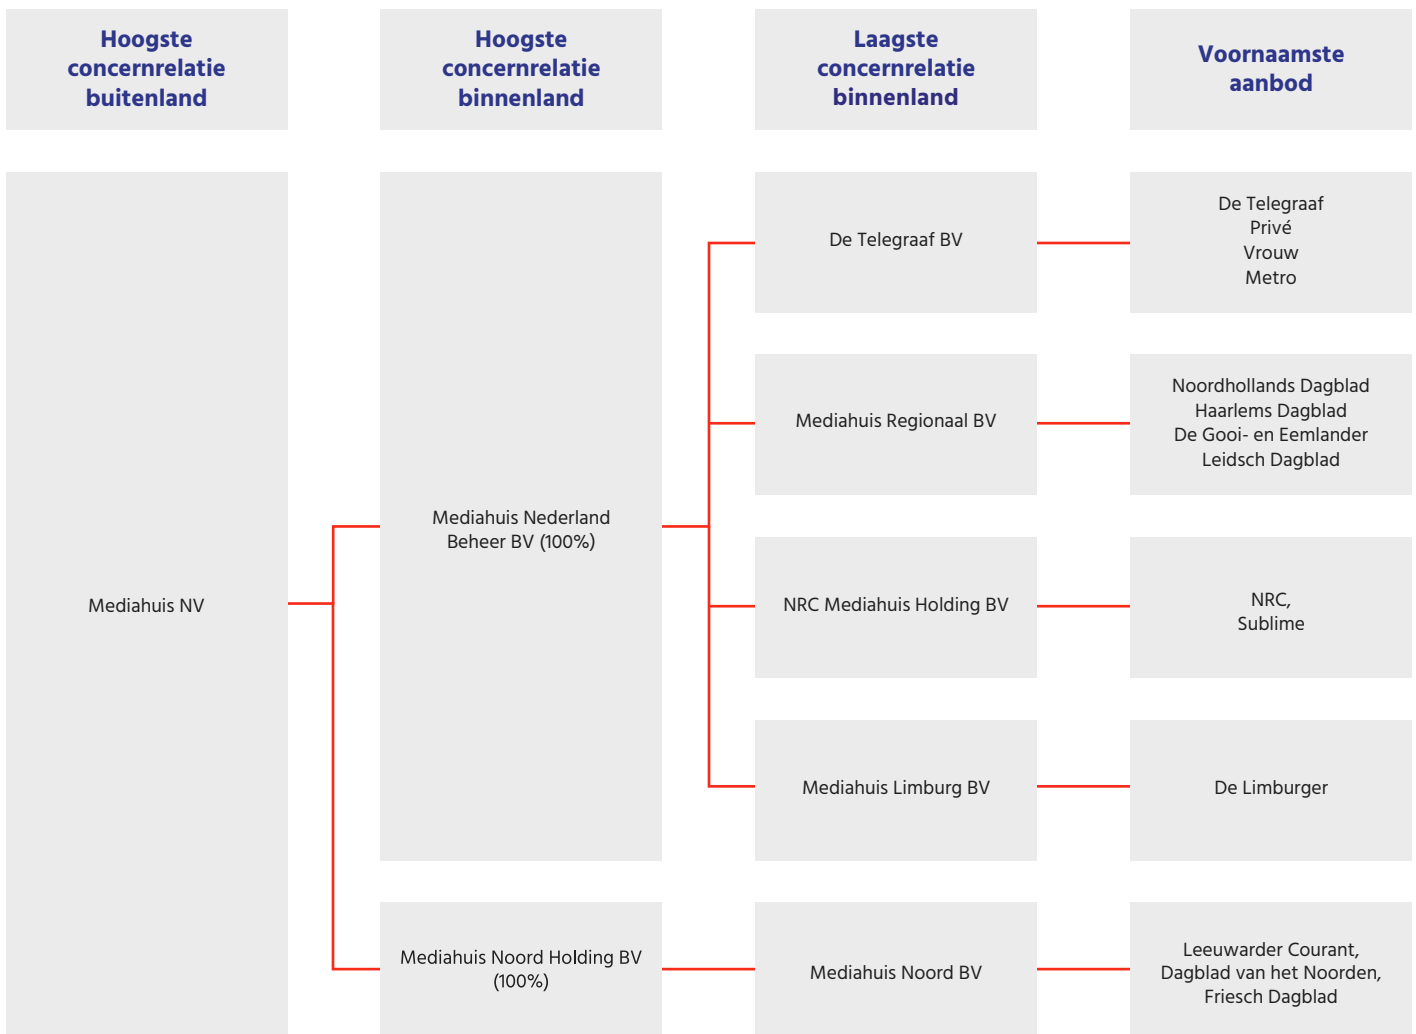 Hoogste
concernrelatie
buitenland
Hoogste
concernrelatie
binnenland
Laagste
concernrelatie
binnenland
Voornaamste
aanbod
Mediahuis NV
Mediahuis Nederland
Beheer BV (100%)
De Telegraaf BV
De Telegraaf
Privé
Vrouw
Metro
Mediahuis Regionaal BV
Noordhollands Dagblad
Haarlems Dagblad
De Gooi- en Eemlander
Leidsch Dagblad
NRC Mediahuis Holding BV
NRC,
Sublime
Mediahuis Limburg BV
De Limburger
Mediahuis Noord Holding BV
(100%)
Mediahuis Noord BV
Leeuwarder Courant,
Dagblad van het Noorden,
Friesch Dagblad